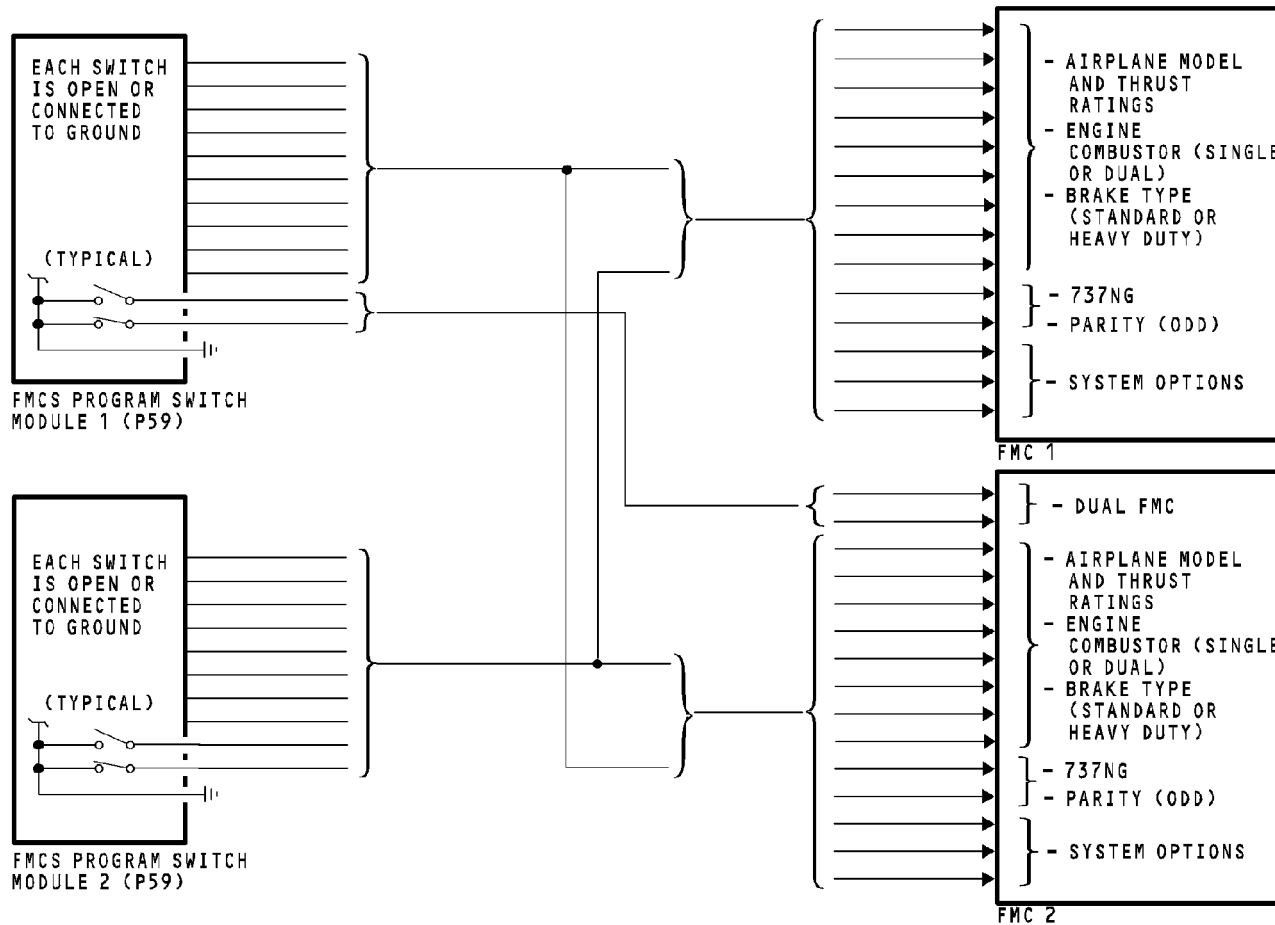 EACH SWITCH
IS OPEN OR
CONNECTED
TO GROUND
(TYPICAL)
FMCS PROGRAM SWITCH
MODULE 1 (P59)
- AIRPLANE MODEL
AND THRUST
RATINGS
- ENGINE
COMBUSTOR (SINGLE
OR DUAL)
- BRAKE TYPE
(STANDARD OR
HEAVY DUTY)
- 737NG
- PARITY (ODD)
- SYSTEM OPTIONS
FMC 1
EACH SWITCH
IS OPEN OR
CONNECTED
TO GROUND
(TYPICAL)
FMCS PROGRAM SWITCH
MODULE 2 (P59)
- DUAL FMC
- AIRPLANE MODEL
AND THRUST
RATINGS
- ENGINE
COMBUSTOR (SINGLE
OR DUAL)
- BRAKE TYPE
(STANDARD OR
HEAVY DUTY)
- 737NG
- PARITY (ODD)
- SYSTEM OPTIONS
FMC 2